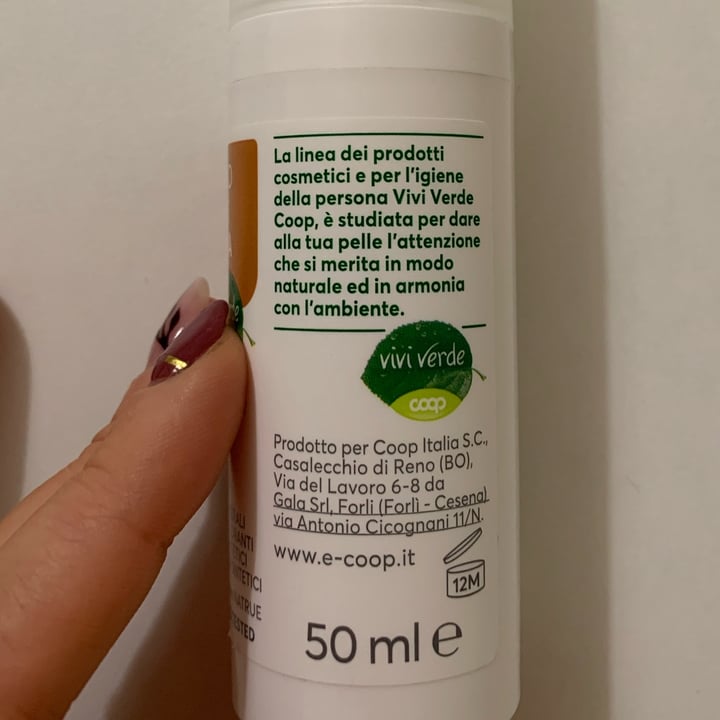 La linea dei prodotti
cosmetici e per l'igiene
della persona Vivi Verde
Coop, è studiata per dare
alla tua pelle l'attenzione
che si merita in modo
naturale ed in armonia
con l'ambiente.
vivi verde
coop
Prodotto per Coop Italia S.C.,
Casalecchio di Reno (BO),
Via del Lavoro 6-8 da
Gala Srl, Forlì (Forlì - Cesena)
via Antonio Cicognani 11/N.
www.e-coop.it
12M
50 ml e